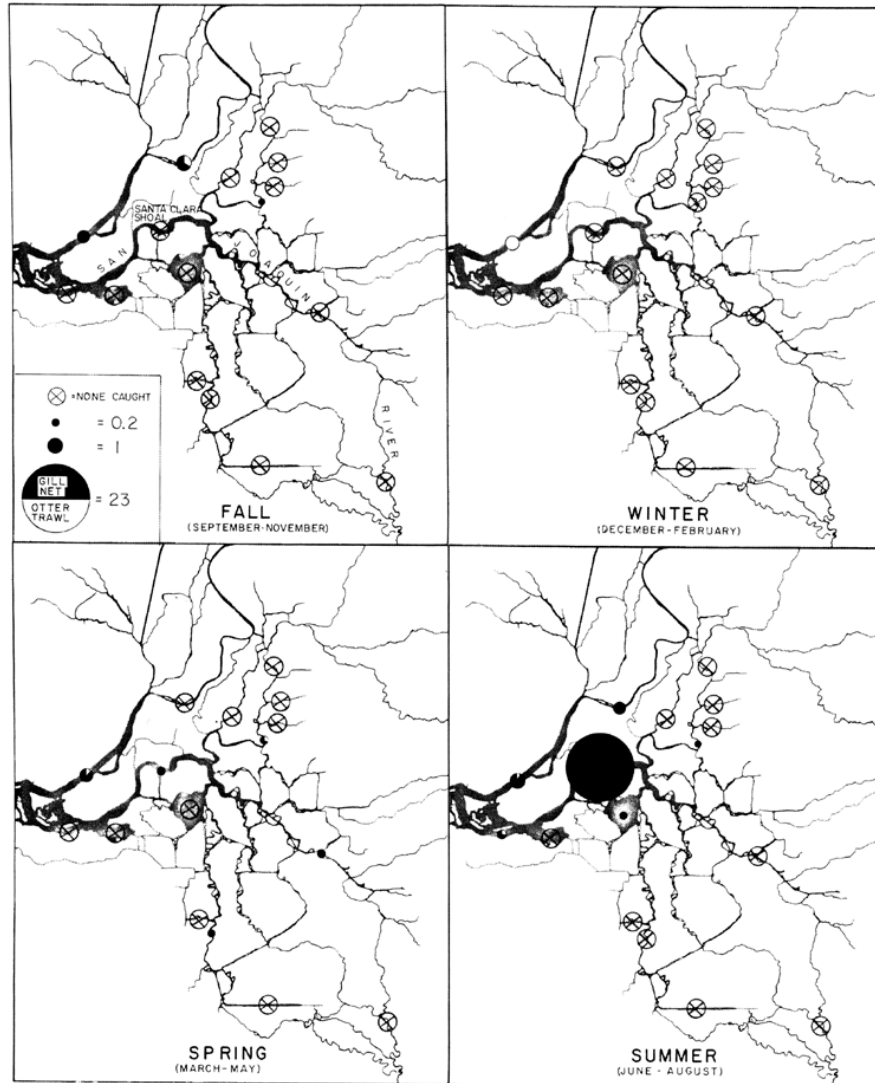 SANTA CLARA
SHOAL
SAN
JOAQUIN
RIVER
= NONE CAUGHT
= 0.2
= 1
GILL
NET
OTTER
TRAWL
= 23
FALL
(SEPTEMBER-NOVEMBER)
WINTER
(DECEMBER-FEBRUARY)
SPRING
(MARCH-MAY)
SUMMER
(JUNE - AUGUST)